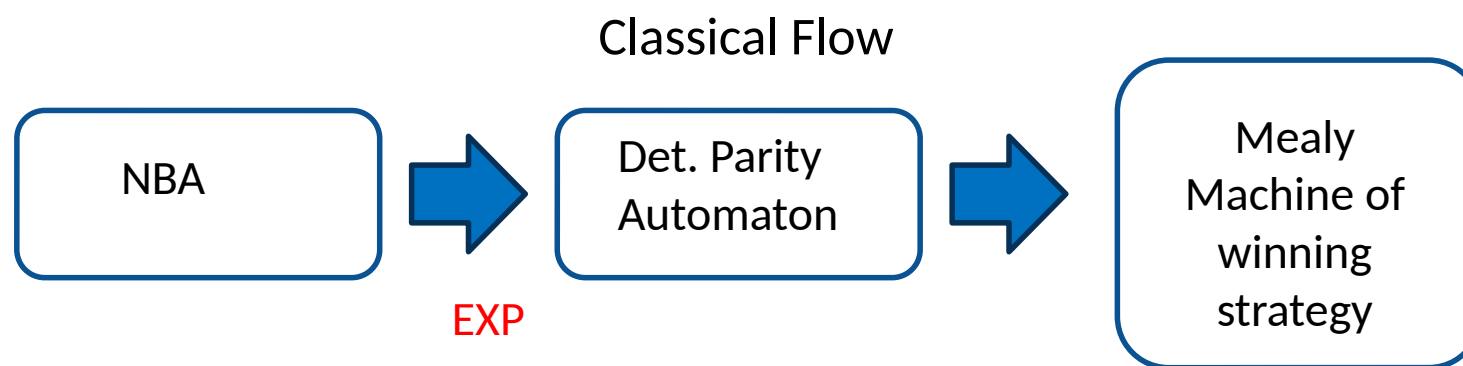 Classical Flow
NBA
EXP
Det. Parity
Automaton
Mealy
Machine of
winning
strategy